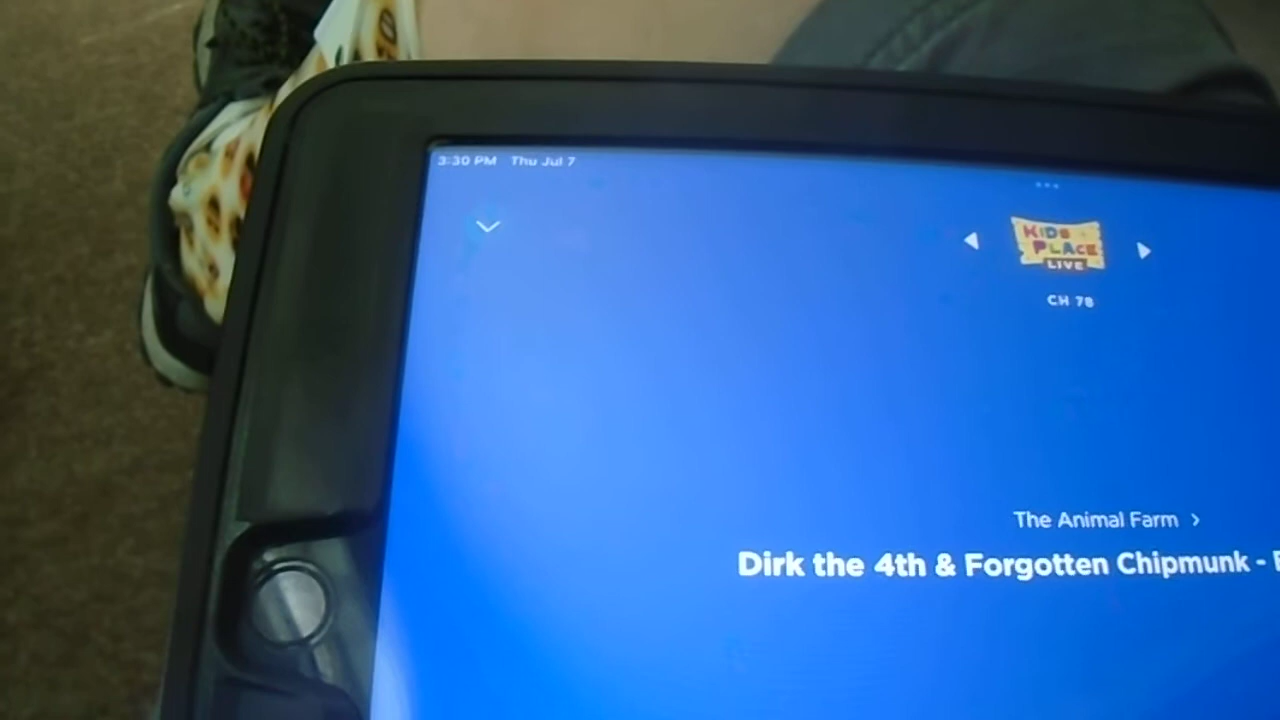 3:30 PM Thu Jul 7
KIDS
PLACE
LIVE
CH 78
The Animal Farm
Dirk the 4th & Forgotten Chipmunk -